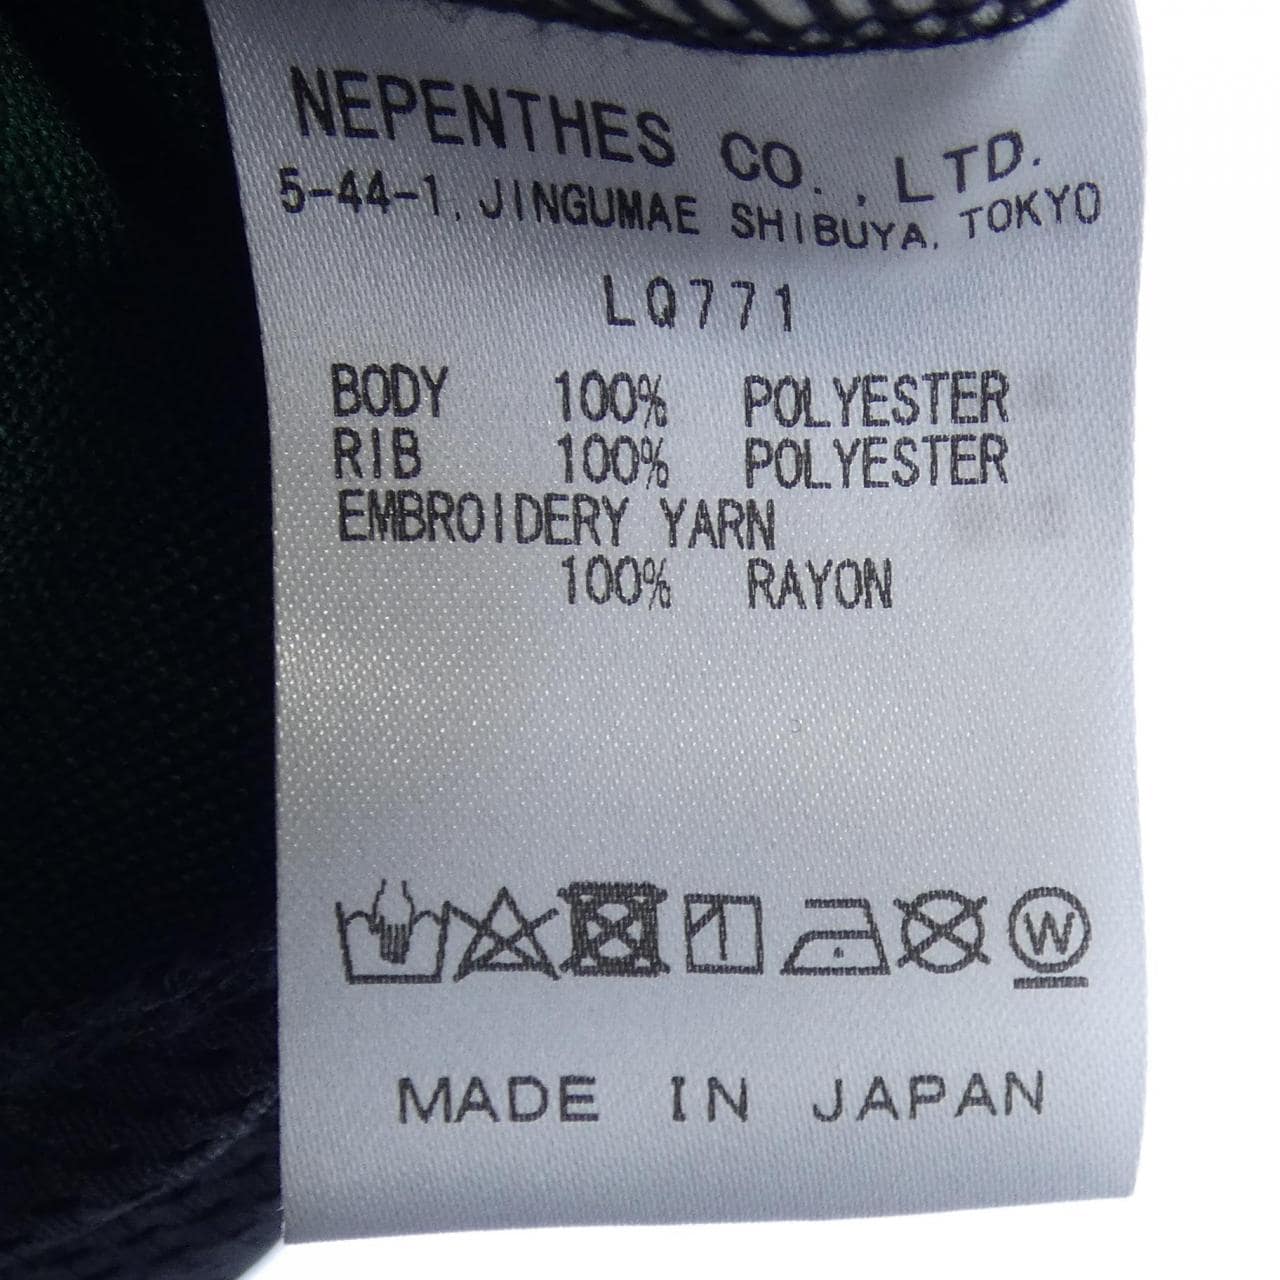 NEPENTHES CO.,LTD.
5-44-1, JINGUMAE SHIBUYA, TOKYO
LQ771
BODY 100% POLYESTER
RIB 100% POLYESTER
EMBROIDERY YARN
100% RAYON
W
MADE IN JAPAN